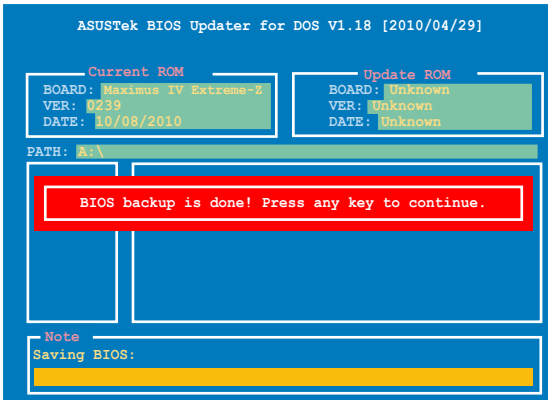 ASUSTek BIOS Updater for DOS V1.18 [2010/04/29]
Current ROM
BOARD: Maximus IV Extreme-Z
VER: 0239
DATE: 10/08/2010
Update ROM
BOARD: Unknown
VER: Unknown
DATE: Unknown
PATH: A:\
BIOS backup is done! Press any key to continue.
Note
Saving BIOS: